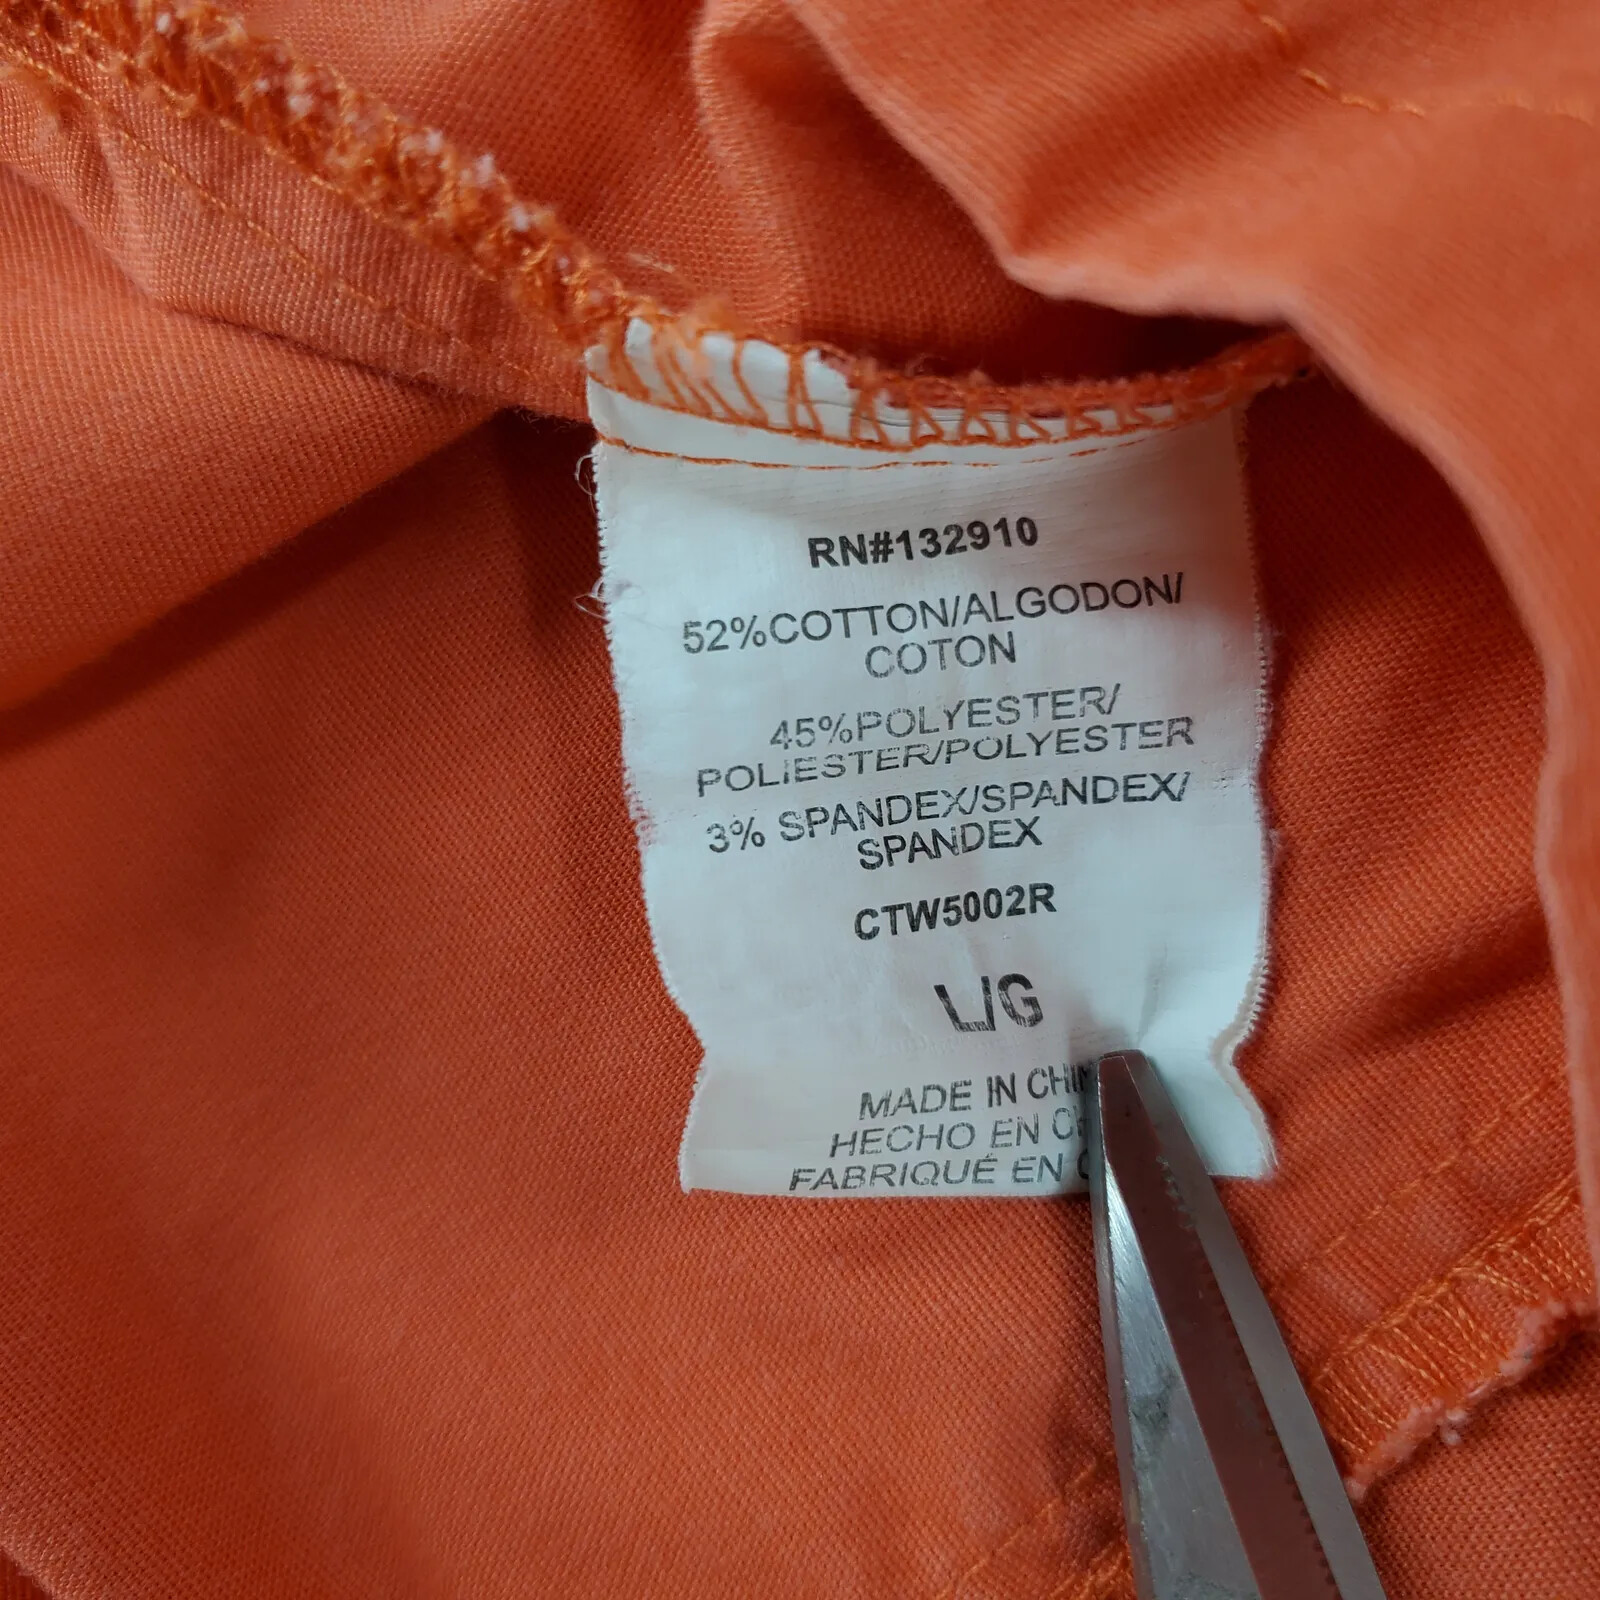 RN#132910
52%COTTON/ALGODON/
COTON
45%POLYESTER/
POLIESTER/POLYESTER
3% SPANDEX/SPANDEX/
SPANDEX
CTW5002R
L/G
MADE IN
HECHO EN
FABRIQUÉ EN